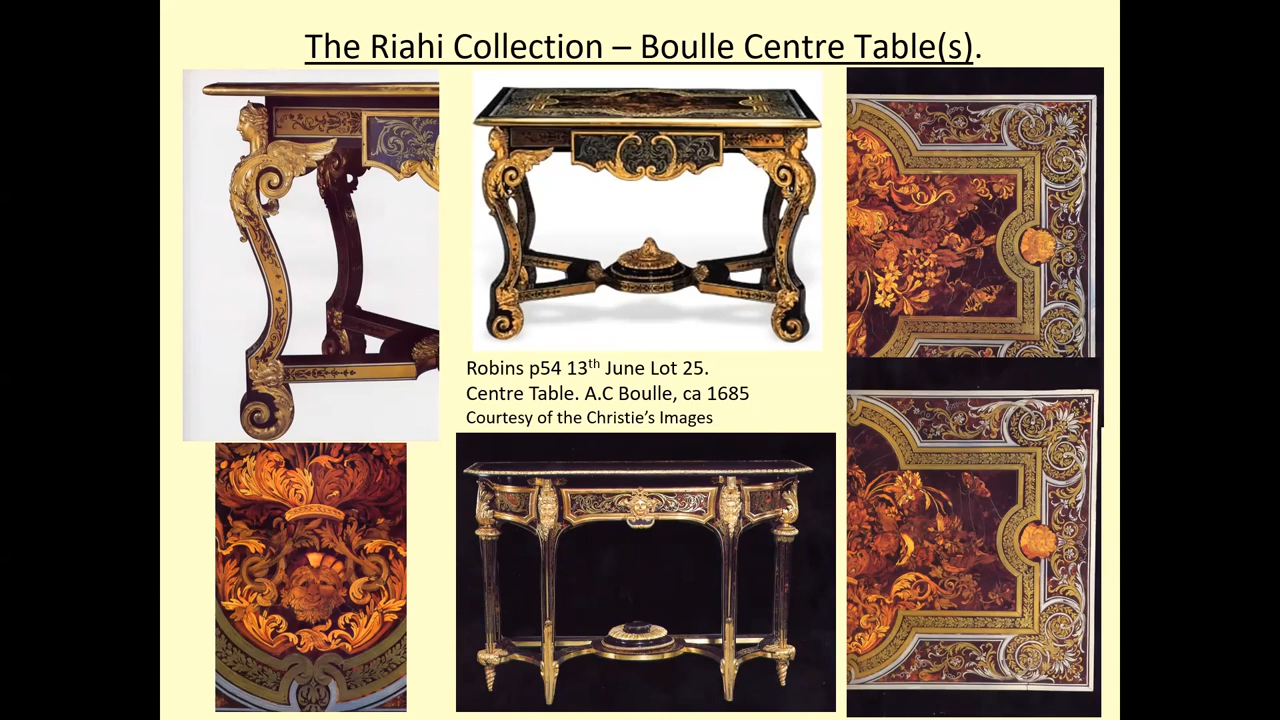 The Riahi Collection – Boulle Centre Table(s).
Robins p54 13th June Lot 25.
Centre Table. A.C Boulle, ca 1685
Courtesy of the Christie’s Images